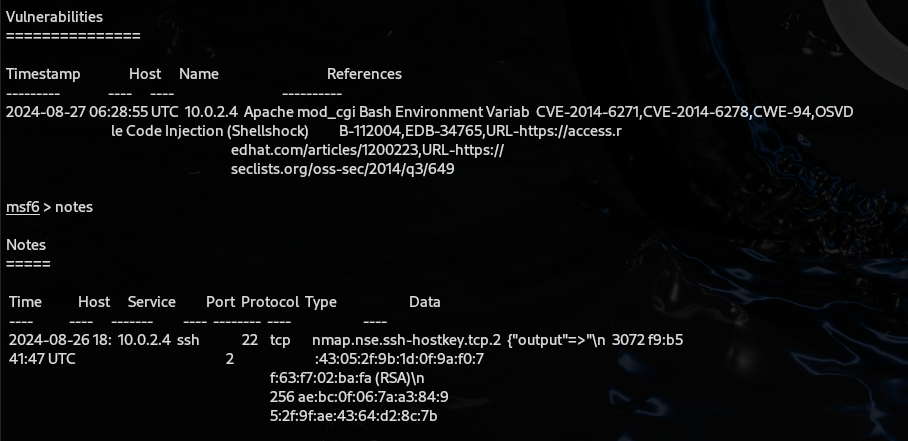 Vulnerabilities
===============
Timestamp Host Name References
--------- ---- ---- ----------
2024-08-27 06:28:55 UTC 10.0.2.4 Apache mod_cgi Bash Environment Variab CVE-2014-6271,CVE-2014-6278,CWE-94,OSVD
le Code Injection (Shellshock) B-112004,EDB-34765,URL-https://access.r
edhat.com/articles/1200223,URL-https://
seclists.org/oss-sec/2014/q3/649
msf6 > notes
Notes
=====
Time Host Service Port Protocol Type Data
---- ---- ------- ---- -------- ---- ----
2024-08-26 18: 10.0.2.4 ssh 22 tcp nmap.nse.ssh-hostkey.tcp.2 {"output"=>"\n 3072 f9:b5
41:47 UTC 2 :43:05:2f:9b:1d:0f:9a:f0:7
f:63:f7:02:ba:fa (RSA)\n
256 ae:bc:0f:06:7a:a3:84:9
5:2f:9f:ae:43:64:d2:8c:7b